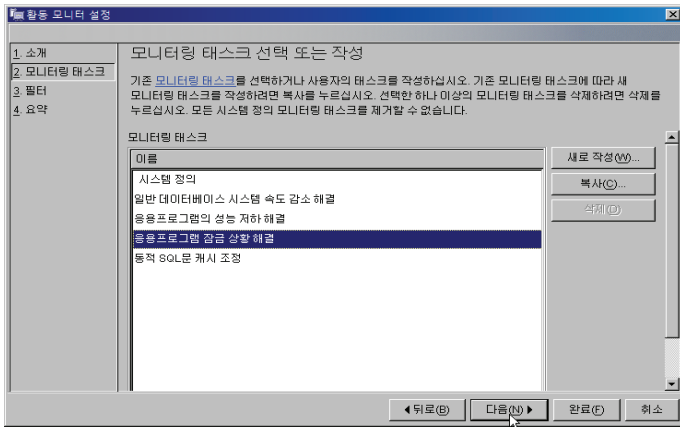 활동 모니터 설정
1. 소개
2. 모니터링 태스크
3. 필터
4. 요약
모니터링 태스크 선택 또는 작성
기존 모니터링 태스크를 선택하거나 사용자의 태스크를 작성하십시오. 기존 모니터링 태스크에 따라 새
모니터링 태스크를 작성하려면 복사를 누르십시오. 선택한 하나 이상의 모니터링 태스크를 삭제하려면 삭제를
누르십시오. 모든 시스템 정의 모니터링 태스크를 제거할 수 없습니다.
모니터링 태스크
이름
시스템 정의
일반 데이터베이스 시스템 속도 감소 해결
응용프로그램의 성능 저하 해결
응용프로그램 잠금 상황 해결
동적 SQL문 캐시 조정
새로 작성(W)...
복사(C)...
삭제(D)
뒤로(B)
다음(N)
완료(F)
취소